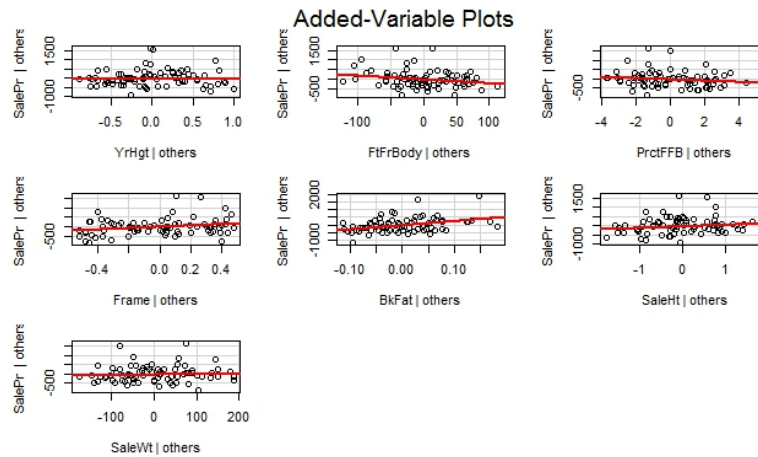 Added-Variable Plots
SalePr | others
1500
-1000
-0.5 0.0 0.5 1.0
YrHgt | others
SalePr | others
1500
-500
-100 -50 0 50 100
FtFrBody | others
SalePr | others
1500
-500
-4 -2 0 2 4
PrctFFB | others
SalePr | others
-500
-0.4 0.0 0.2 0.4
Frame | others
SalePr | others
2000
-1000
-0.10 0.00 0.10
BkFat | others
SalePr | others
1500
-1000
-1 0 1
SaleHt | others
SalePr | others
-500
-100 0 100 200
SaleWt | others